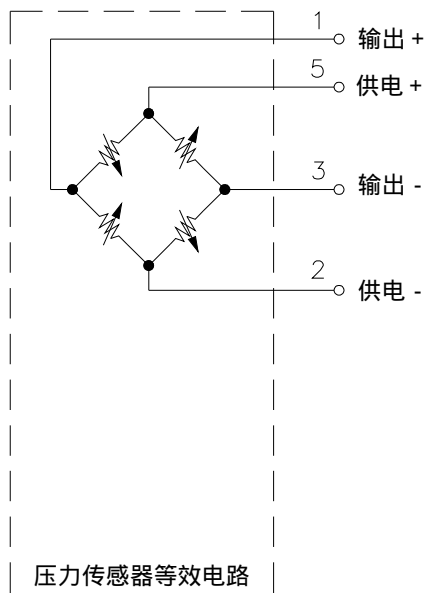 1 输出 +
5 供电 +
3 输出 -
2 供电 -
压力传感器等效电路